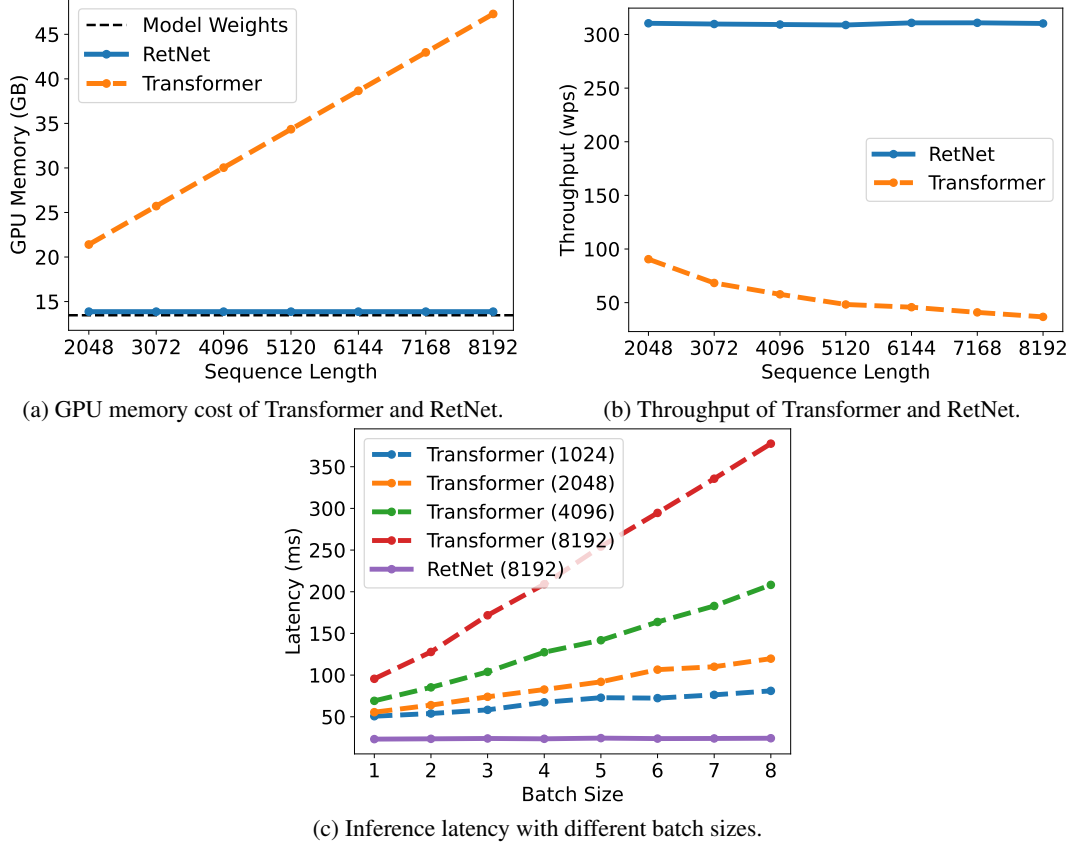 Model Weights
RetNet
Transformer
45
40
35
30
25
20
15
GPU Memory (GB)
2048 3072 4096 5120 6144 7168 8192
Sequence Length
(a) GPU memory cost of Transformer and RetNet.
300
250
200
150
100
50
Throughput (wps)
RetNet
Transformer
2048 3072 4096 5120 6144 7168 8192
Sequence Length
(b) Throughput of Transformer and RetNet.
Transformer (1024)
Transformer (2048)
Transformer (4096)
Transformer (8192)
RetNet (8192)
350
300
250
200
150
100
50
Latency (ms)
1 2 3 4 5 6 7 8
Batch Size
(c) Inference latency with different batch sizes.